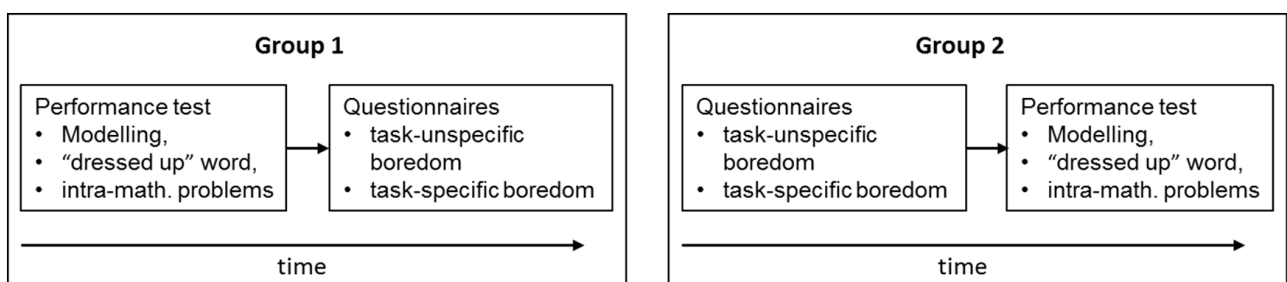 Group 1
Performance test
• Modelling,
• “dressed up” word,
• intra-math. problems
Questionnaires
• task-unspecific
boredom
• task-specific boredom
time
Group 2
Questionnaires
• task-unspecific
boredom
• task-specific boredom
Performance test
• Modelling,
• “dressed up” word,
• intra-math. problems
time